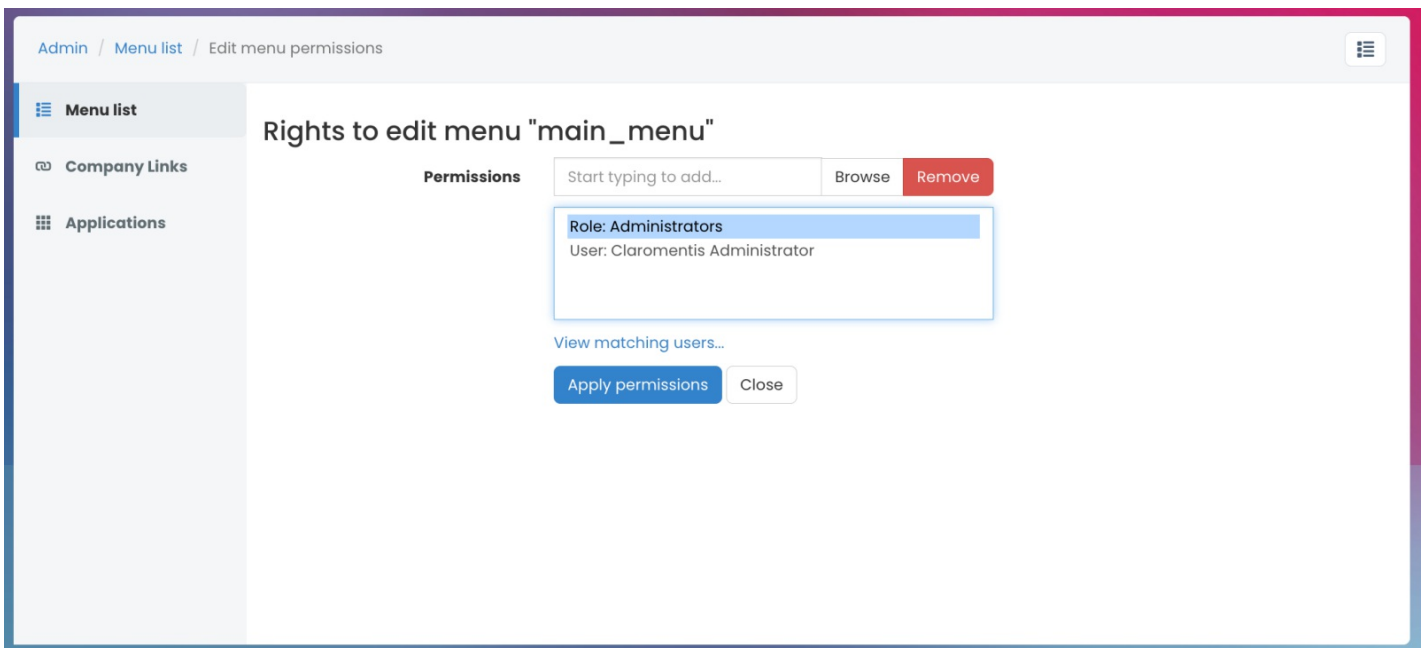 Admin / Menu list / Edit menu permissions
Menu list
Company Links
Applications
Rights to edit menu "main_menu"
Permissions
Start typing to add...
Browse
Remove
Role: Administrators
User: Claromentis Administrator
View matching users...
Apply permissions
Close